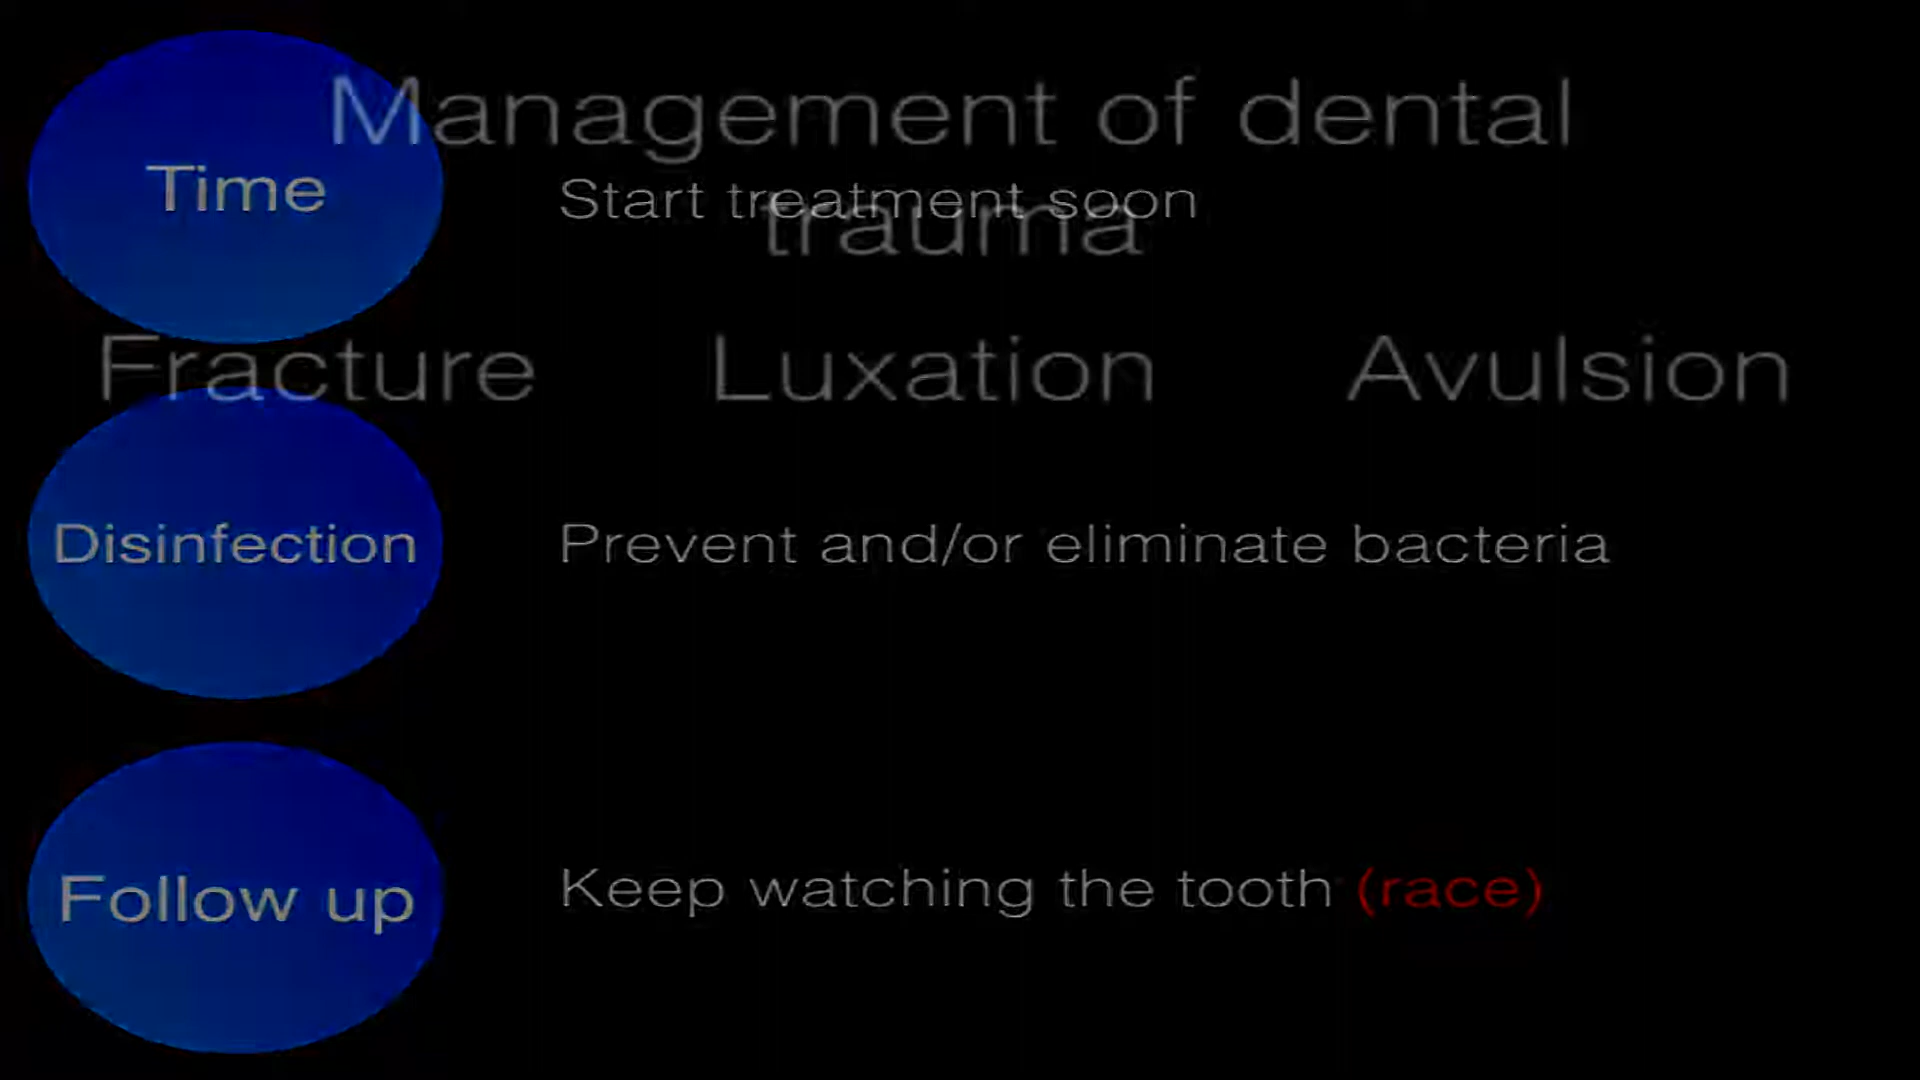 Management of dental
trauma
Fracture Luxation Avulsion
Time
Start treatment soon
Disinfection
Prevent and/or eliminate bacteria
Follow up
Keep watching the tooth (race)